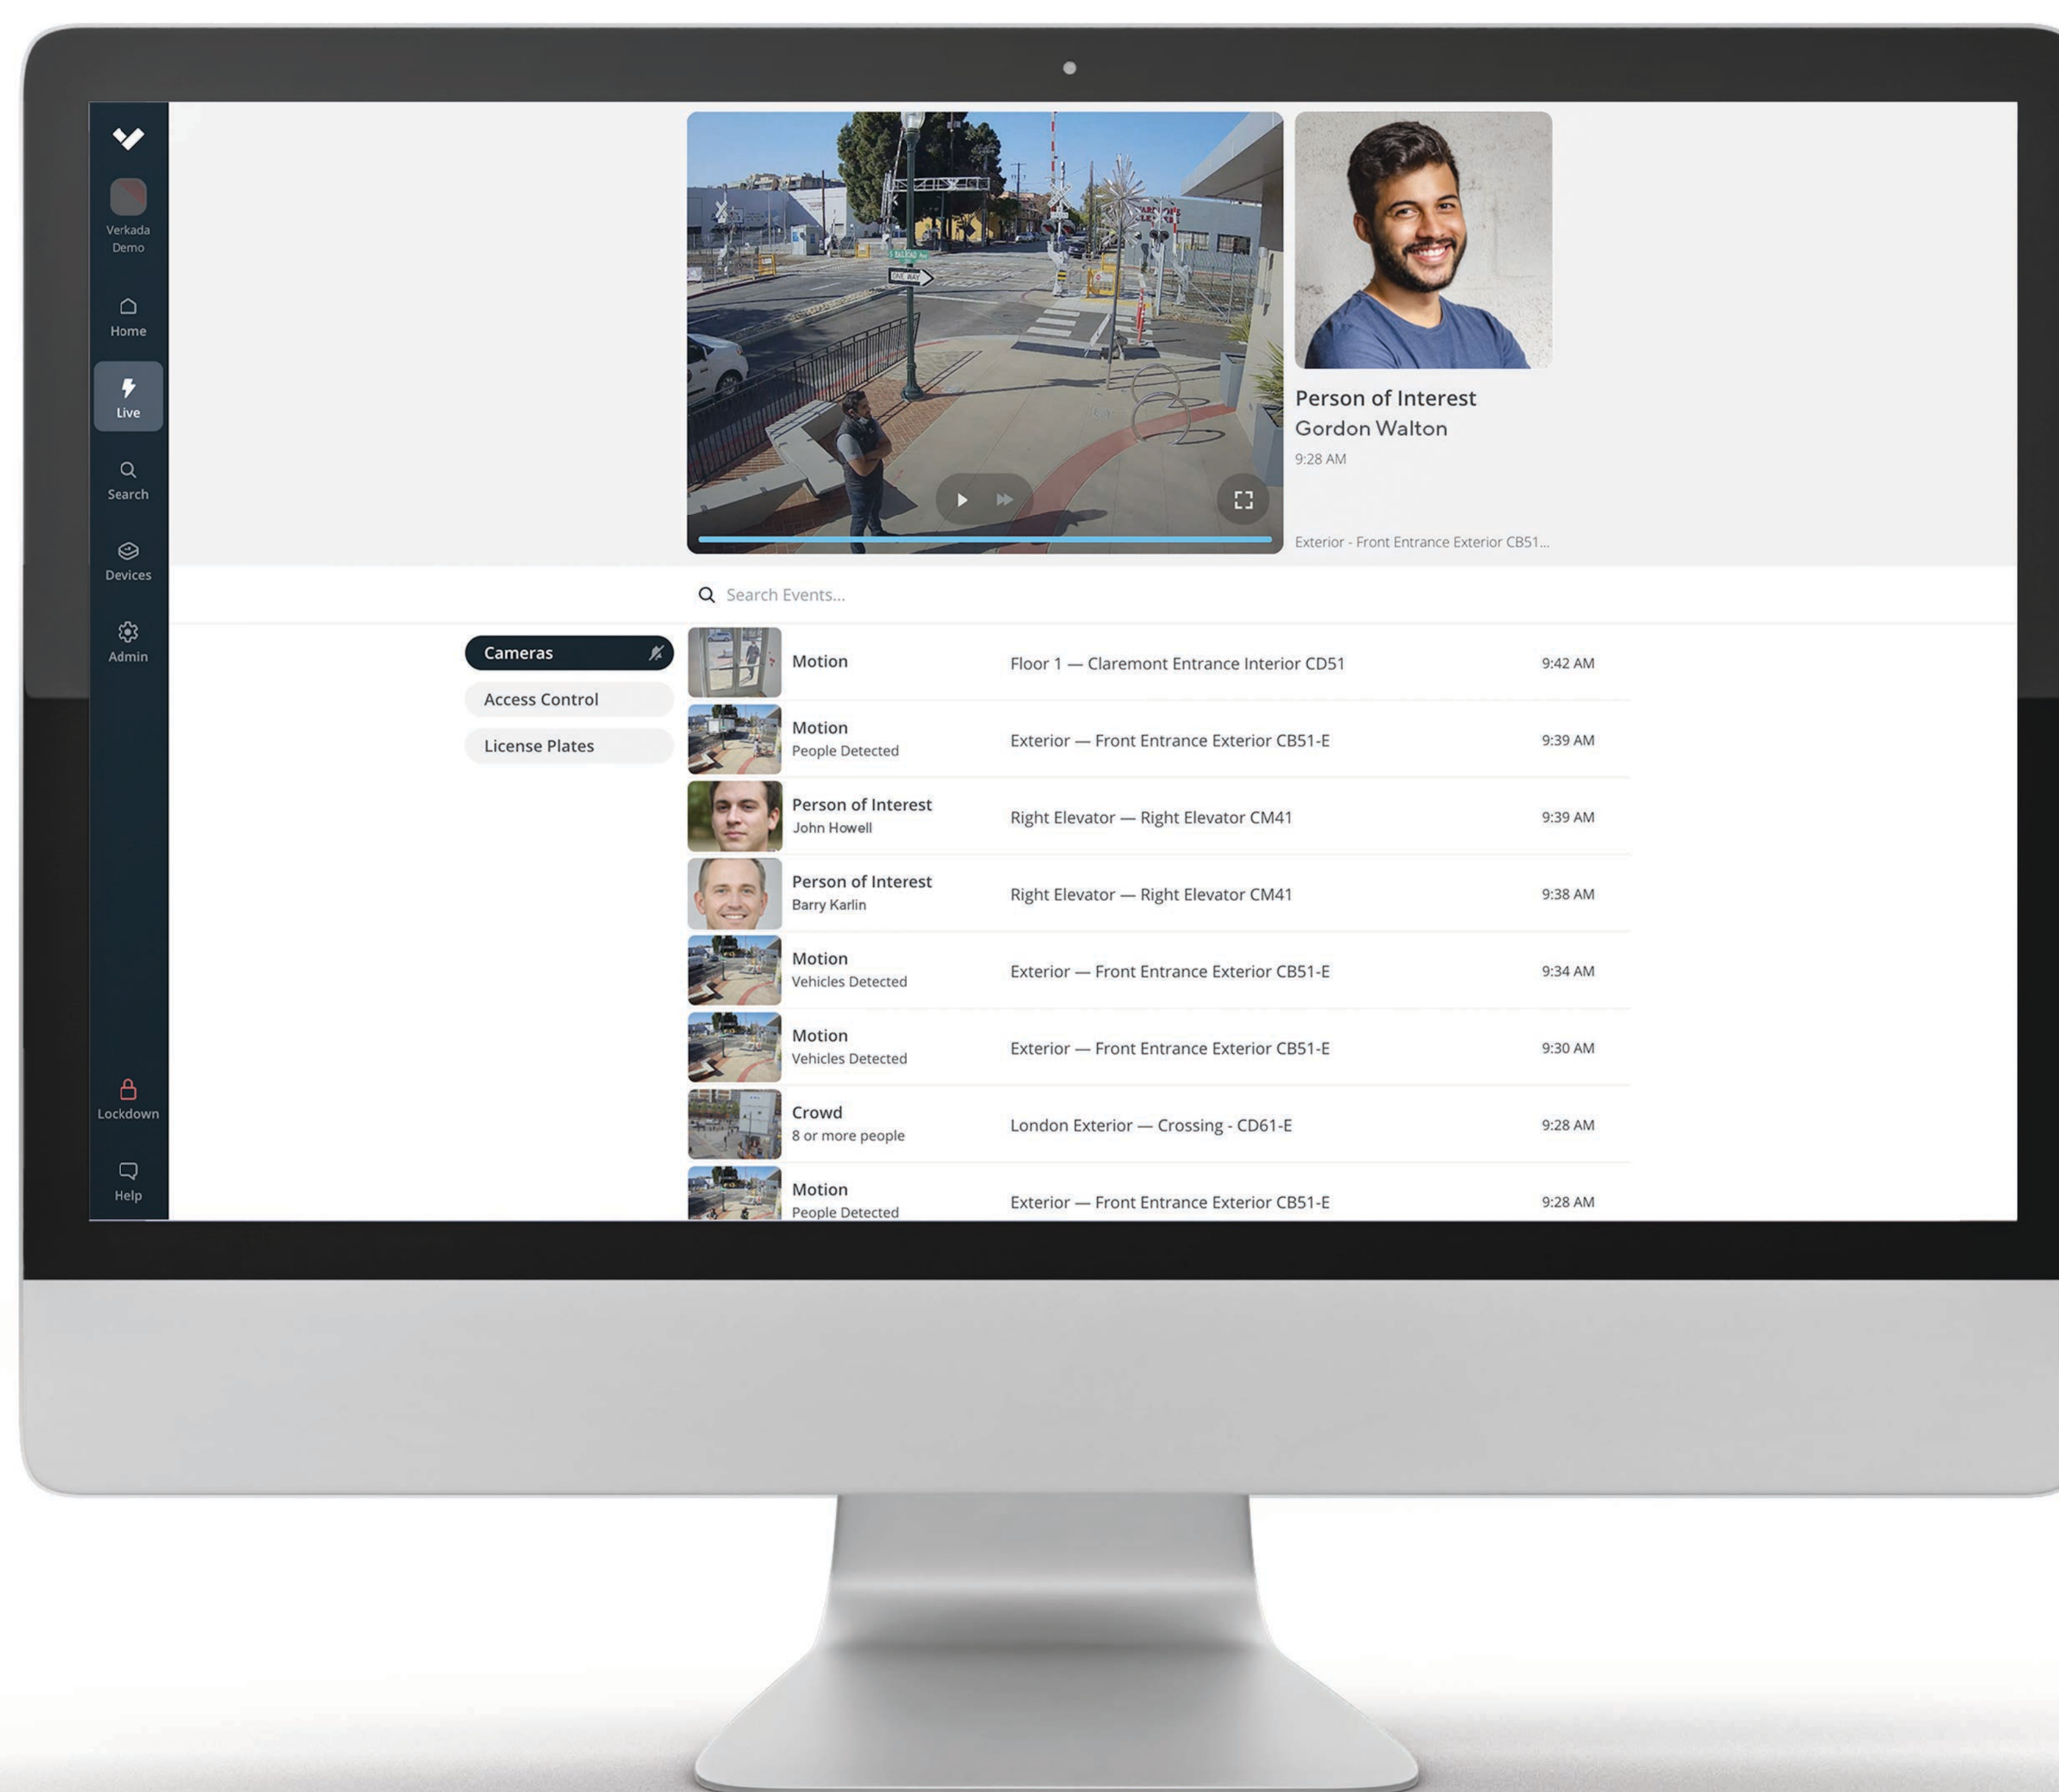 Verkada
Demo
Home
Live
Search
Devices
Admin
Lockdown
Help
ONE WAY
Person of Interest
Gordon Walton
9:28 AM
Exterior - Front Entrance Exterior CB51...
Search Events...
Cameras
Access Control
License Plates
Motion
Floor 1 — Claremont Entrance Interior CD51
9:42 AM
Motion
People Detected
Exterior — Front Entrance Exterior CB51-E
9:39 AM
Person of Interest
John Howell
Right Elevator — Right Elevator CM41
9:39 AM
Person of Interest
Barry Karlin
Right Elevator — Right Elevator CM41
9:38 AM
Motion
Vehicles Detected
Exterior — Front Entrance Exterior CB51-E
9:34 AM
Motion
Vehicles Detected
Exterior — Front Entrance Exterior CB51-E
9:30 AM
Crowd
8 or more people
London Exterior — Crossing - CD61-E
9:28 AM
Motion
People Detected
Exterior — Front Entrance Exterior CB51-E
9:28 AM